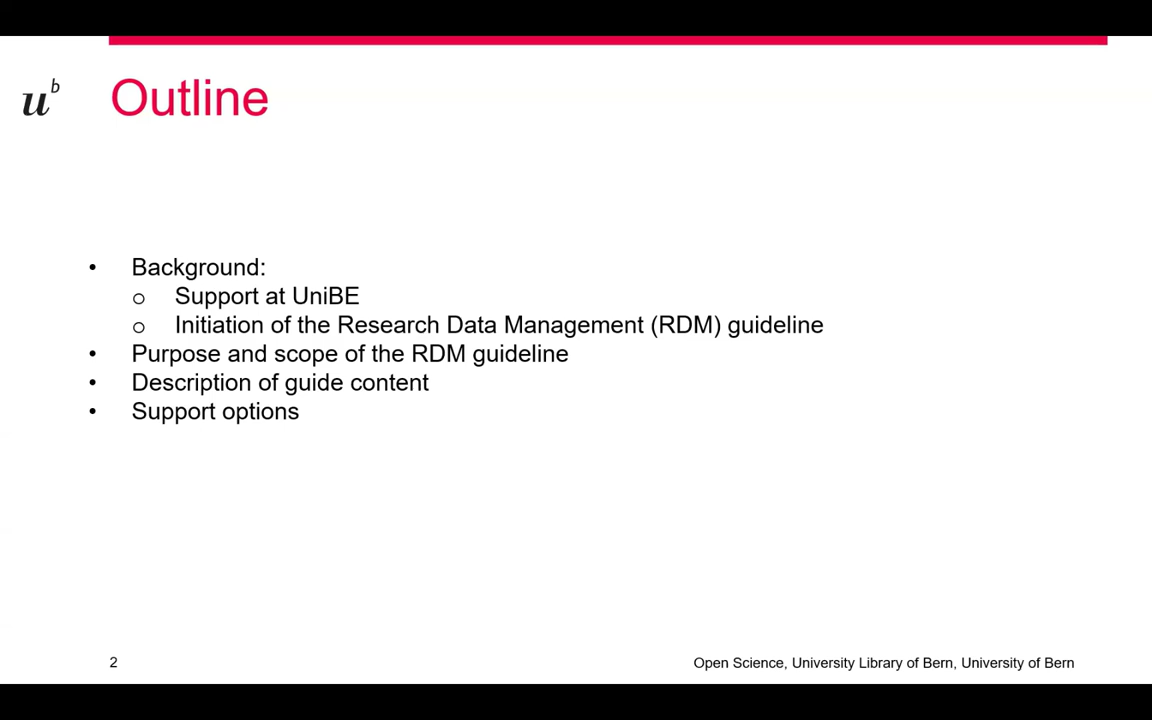 u^b
Outline
• Background:
o Support at UniBE
o Initiation of the Research Data Management (RDM) guideline
• Purpose and scope of the RDM guideline
• Description of guide content
• Support options
2
Open Science, University Library of Bern, University of Bern